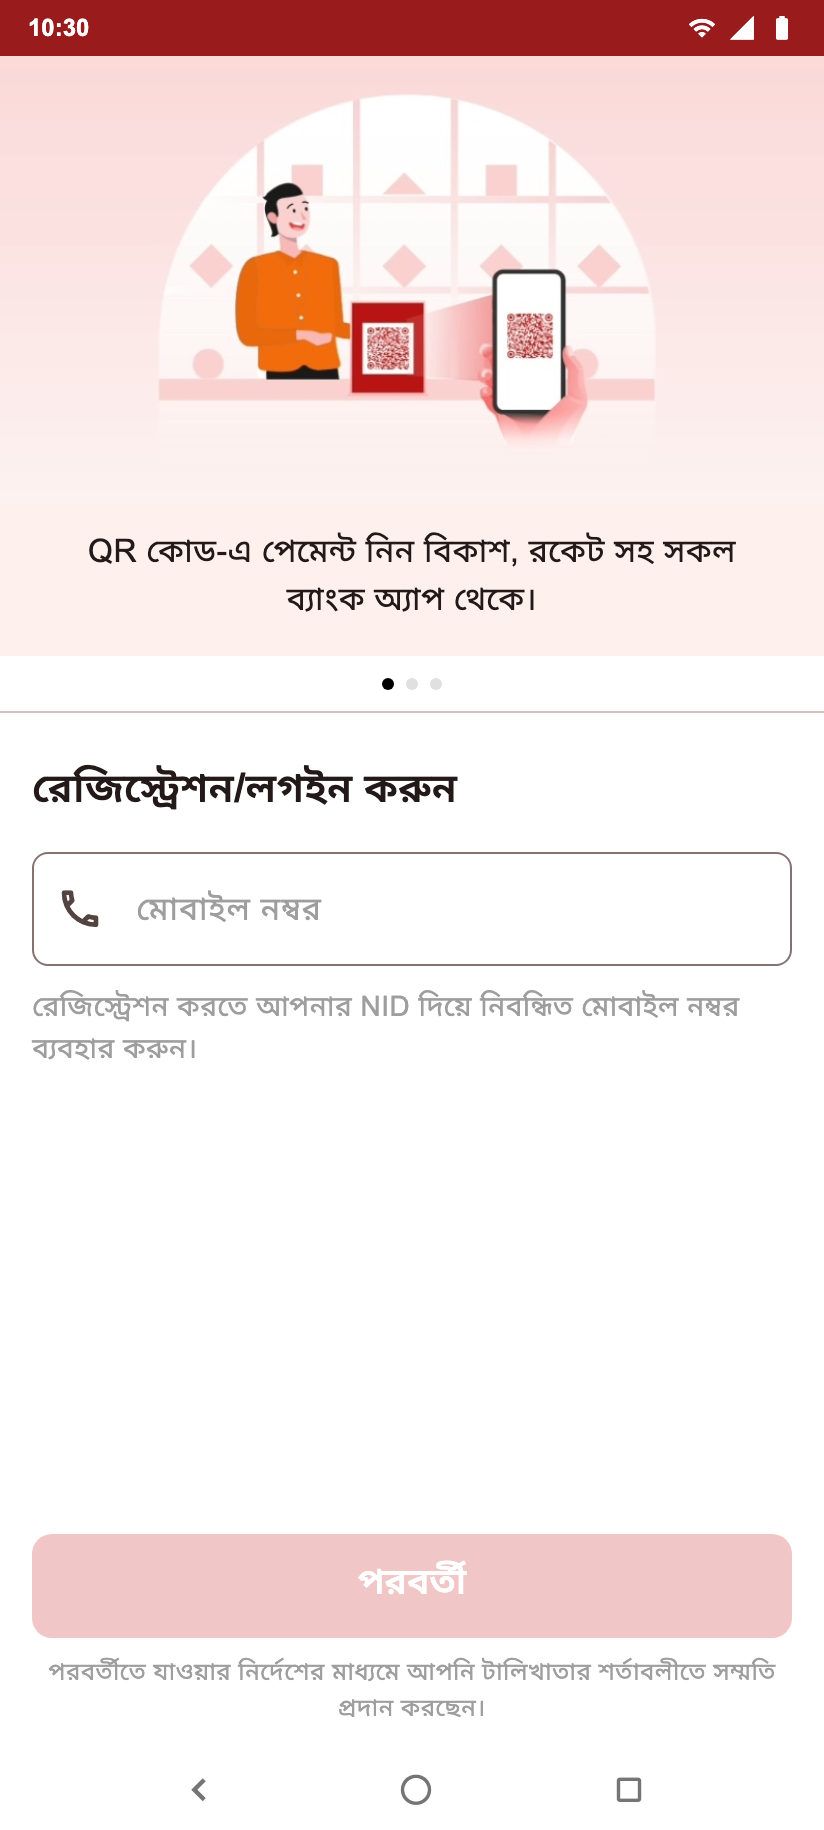 10:30
QR কোড-এ পেমেন্ট নিন বিকাশ, রকেট সহ সকল
ব্যাংক অ্যাপ থেকে।
রেজিস্ট্রেশন/লগইন করুন
মোবাইল নম্বর
রেজিস্ট্রেশন করতে আপনার NID দিয়ে নিবন্ধিত মোবাইল নম্বর
ব্যবহার করুন।
পরবর্তী
পরবর্তীতে যাওয়ার নির্দেশের মাধ্যমে আপনি টালিখাতার শর্তাবলীতে সম্মতি
প্রদান করছেন।